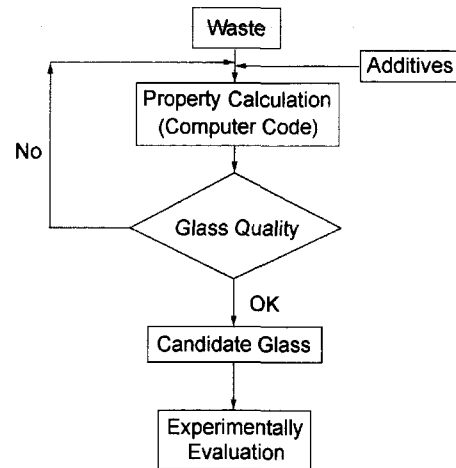 Waste
Additives
Property Calculation
(Computer Code)
No
Glass Quality
OK
Candidate Glass
Experimentally
Evaluation